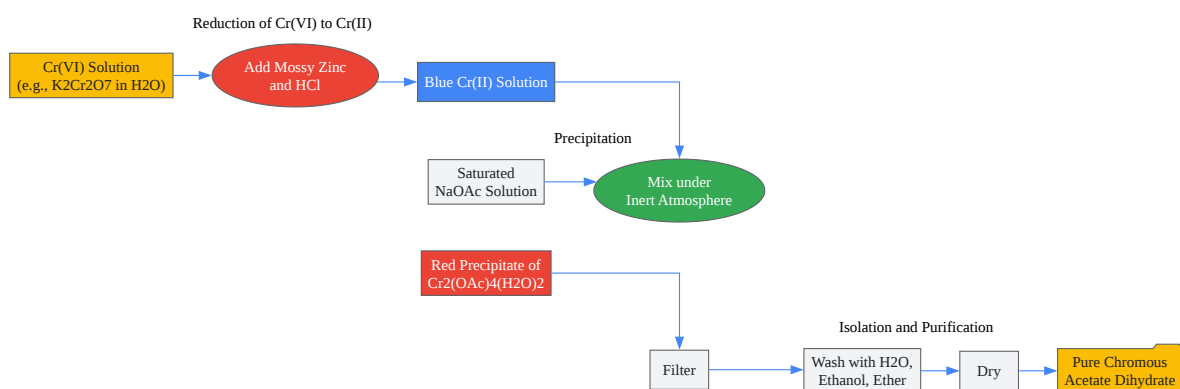 Reduction of Cr(VI) to Cr(II)
Cr(VI) Solution
(e.g., K2Cr2O7 in H2O)
Add Mossy Zinc
and HCl
Blue Cr(II) Solution
Precipitation
Saturated
NaOAc Solution
Mix under
Inert Atmosphere
Red Precipitate of
Cr2(OAc)4(H2O)2
Isolation and Purification
Filter
Wash with H2O,
Ethanol, Ether
Dry
Pure Chromous
Acetate Dihydrate